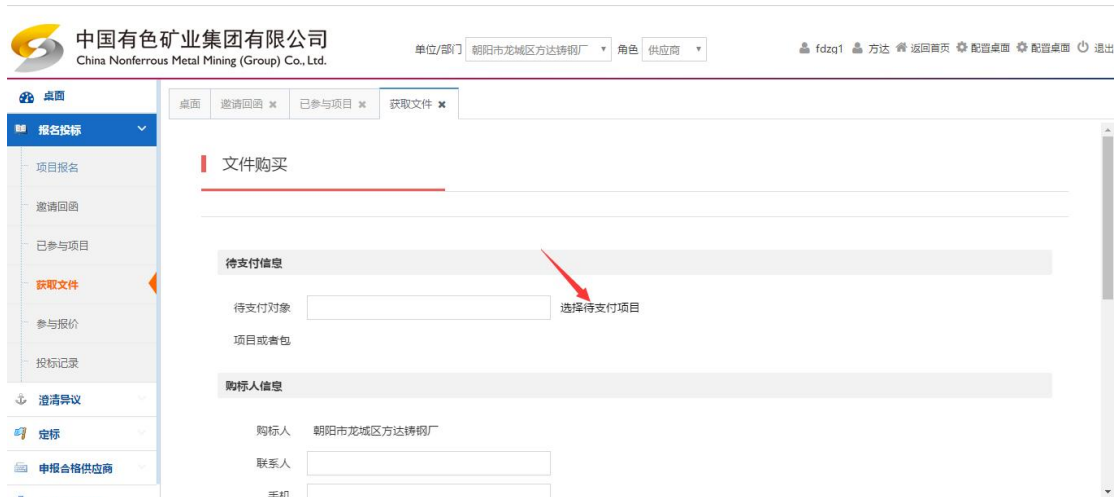 中国有色矿业集团有限公司
China Nonferrous Metal Mining (Group) Co., Ltd.
单位/部门 朝阳市龙城区方达铸钢厂 角色 供应商
fdzg1 方达 返回首页 配置桌面 配置桌面 退出
桌面
报名投标
项目报名
邀请回函
已参与项目
获取文件
参与报价
投标记录
澄清异议
定标
申报合格供应商
桌面 邀请回函 已参与项目 获取文件
文件购买
待支付信息
待支付对象 选择待支付项目
项目或者包
购标人信息
购标人 朝阳市龙城区方达铸钢厂
联系人
手机